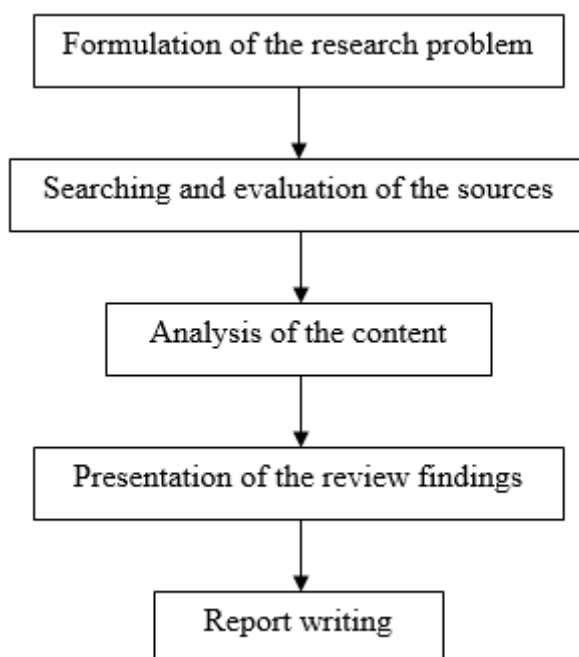 Formulation of the research problem
Searching and evaluation of the sources
Analysis of the content
Presentation of the review findings
Report writing